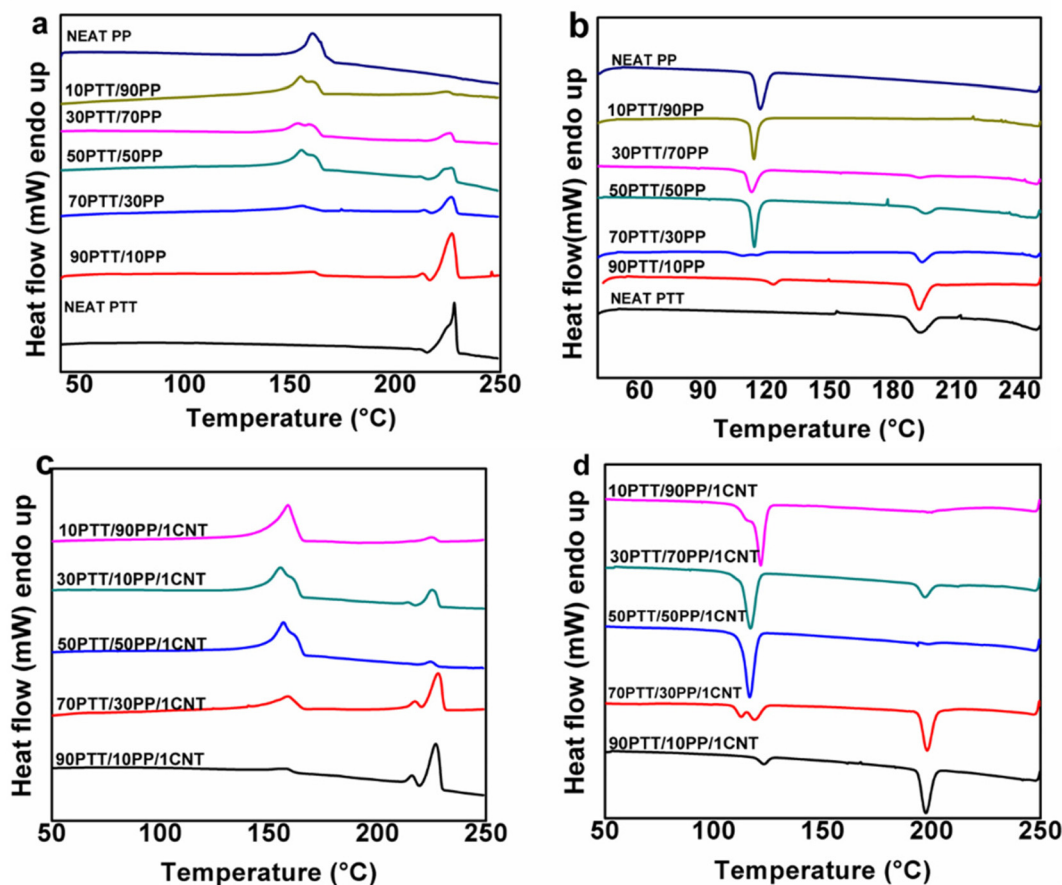 a
Heat flow (mW) endo up
NEAT PP
10PTT/90PP
30PTT/70PP
50PTT/50PP
70PTT/30PP
90PTT/10PP
NEAT PTT
50 100 150 200 250
Temperature (°C)
b
Heat flow(mW) endo up
NEAT PP
10PTT/90PP
30PTT/70PP
50PTT/50PP
70PTT/30PP
90PTT/10PP
NEAT PTT
60 90 120 150 180 210 240
Temperature (°C)
c
Heat flow (mW) endo up
10PTT/90PP/1CNT
30PTT/10PP/1CNT
50PTT/50PP/1CNT
70PTT/30PP/1CNT
90PTT/10PP/1CNT
50 100 150 200 250
Temperature (°C)
d
Heat flow (mW) endo up
10PTT/90PP/1CNT
30PTT/70PP/1CNT
50PTT/50PP/1CNT
70PTT/30PP/1CNT
90PTT/10PP/1CNT
50 100 150 200 250
Temperature (°C)